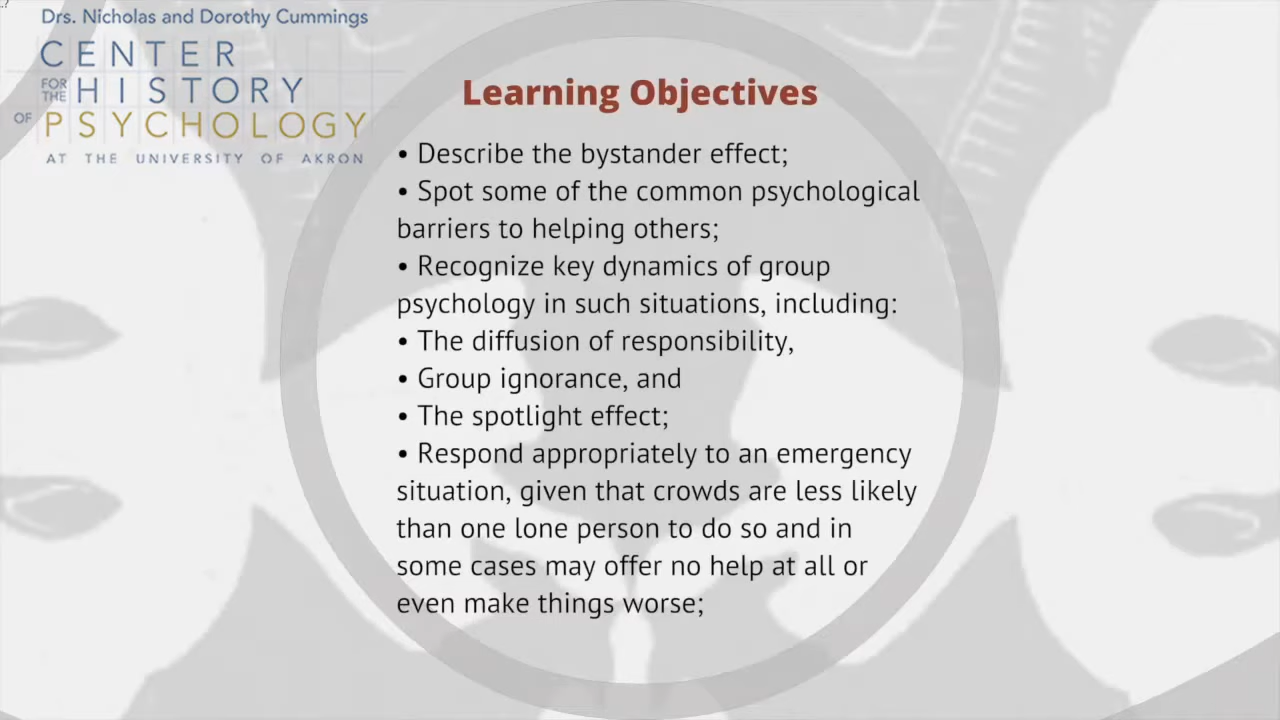 Drs. Nicholas and Dorothy Cummings
CENTER
FOR THE HISTORY
OF PSYCHOLOGY
AT THE UNIVERSITY OF AKRON
Learning Objectives
• Describe the bystander effect;
• Spot some of the common psychological
barriers to helping others;
• Recognize key dynamics of group
psychology in such situations, including:
• The diffusion of responsibility,
• Group ignorance, and
• The spotlight effect;
• Respond appropriately to an emergency
situation, given that crowds are less likely
than one lone person to do so and in
some cases may offer no help at all or
even make things worse;